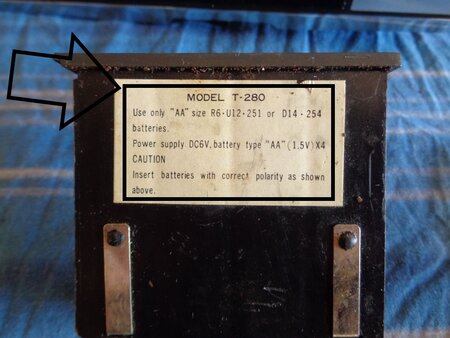 MODEL T-280
Use only "AA" size R6·U12·251 or D14·254
batteries.
Power supply DC6V, battery type "AA" (1.5V)X4
CAUTION
Insert batteries with correct polarity as shown
above.